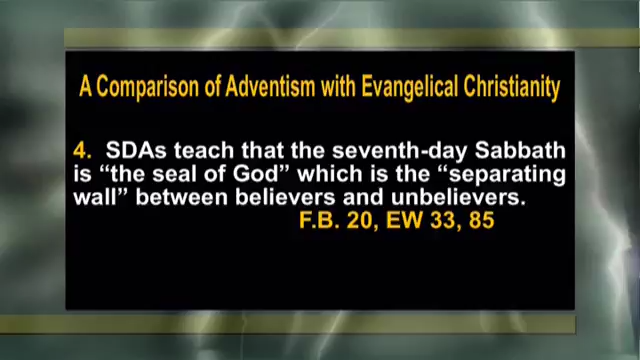 A Comparison of Adventism with Evangelical Christianity
4. SDAs teach that the seventh-day Sabbath
is “the seal of God” which is the “separating
wall” between believers and unbelievers.
F.B. 20, EW 33, 85